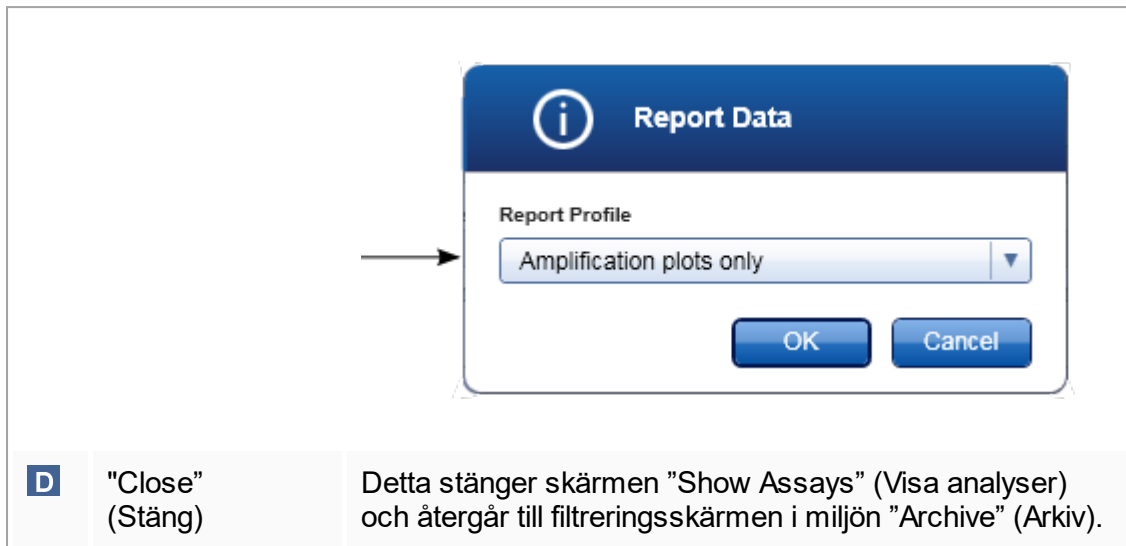 Report Data
Report Profile
Amplification plots only
OK Cancel
D "Close” Detta stänger skärmen ”Show Assays” (Visa analyser)
(Stäng) och återgår till filtreringsskärmen i miljön ”Archive” (Arkiv).